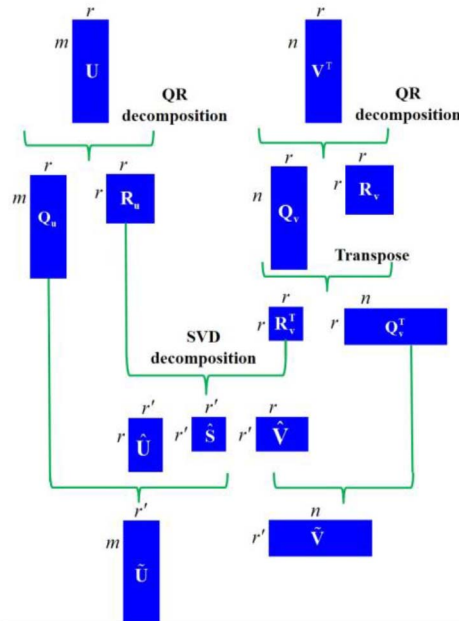 r
r
m
U
n
V^T
QR
decomposition
QR
decomposition
r
r
r
r
m
Q_u
r
R_u
n
Q_v
r
R_v
Transpose
r
n
r
R_v^T
r
Q_v^T
SVD
decomposition
r'
r'
r
r
Û
r'
Ŝ
r'
V̂
r'
n
m
Ũ
r'
Ṽ